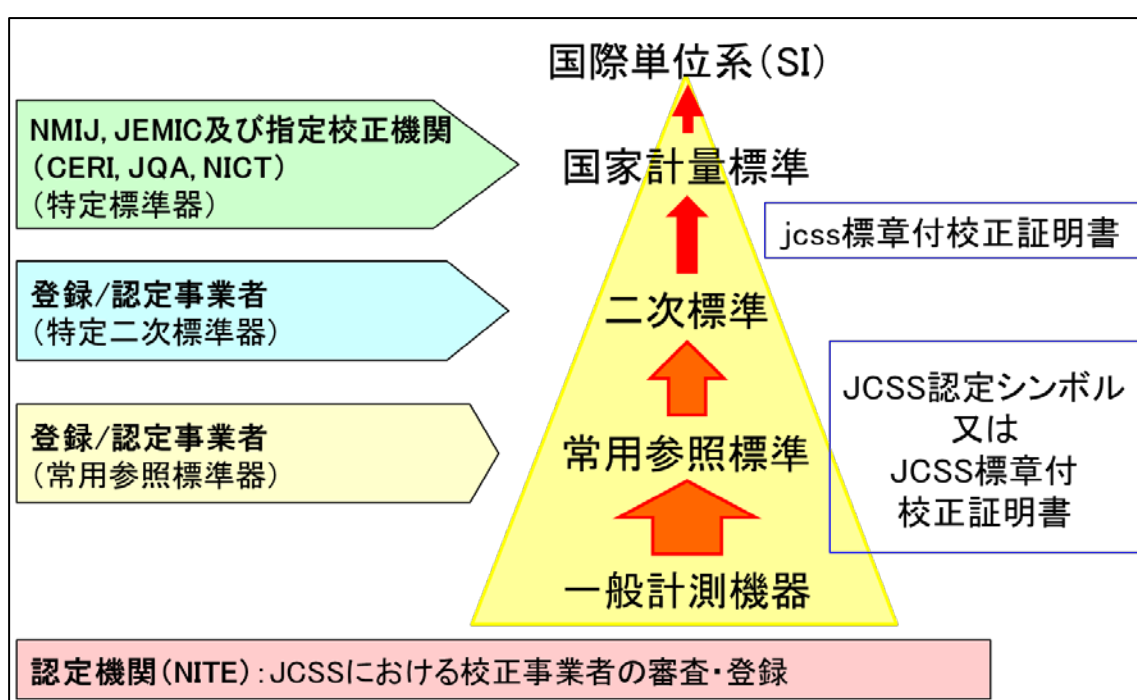 国際単位系(SI)
NMIJ, JEMIC及び指定校正機関
(CERI, JQA, NICT)
(特定標準器)
国家計量標準
jcss標章付校正証明書
登録/認定事業者
(特定二次標準器)
二次標準
JCSS認定シンボル
又は
JCSS標章付
校正証明書
登録/認定事業者
(常用参照標準器)
常用参照標準
一般計測機器
認定機関(NITE):JCSSにおける校正事業者の審査・登録